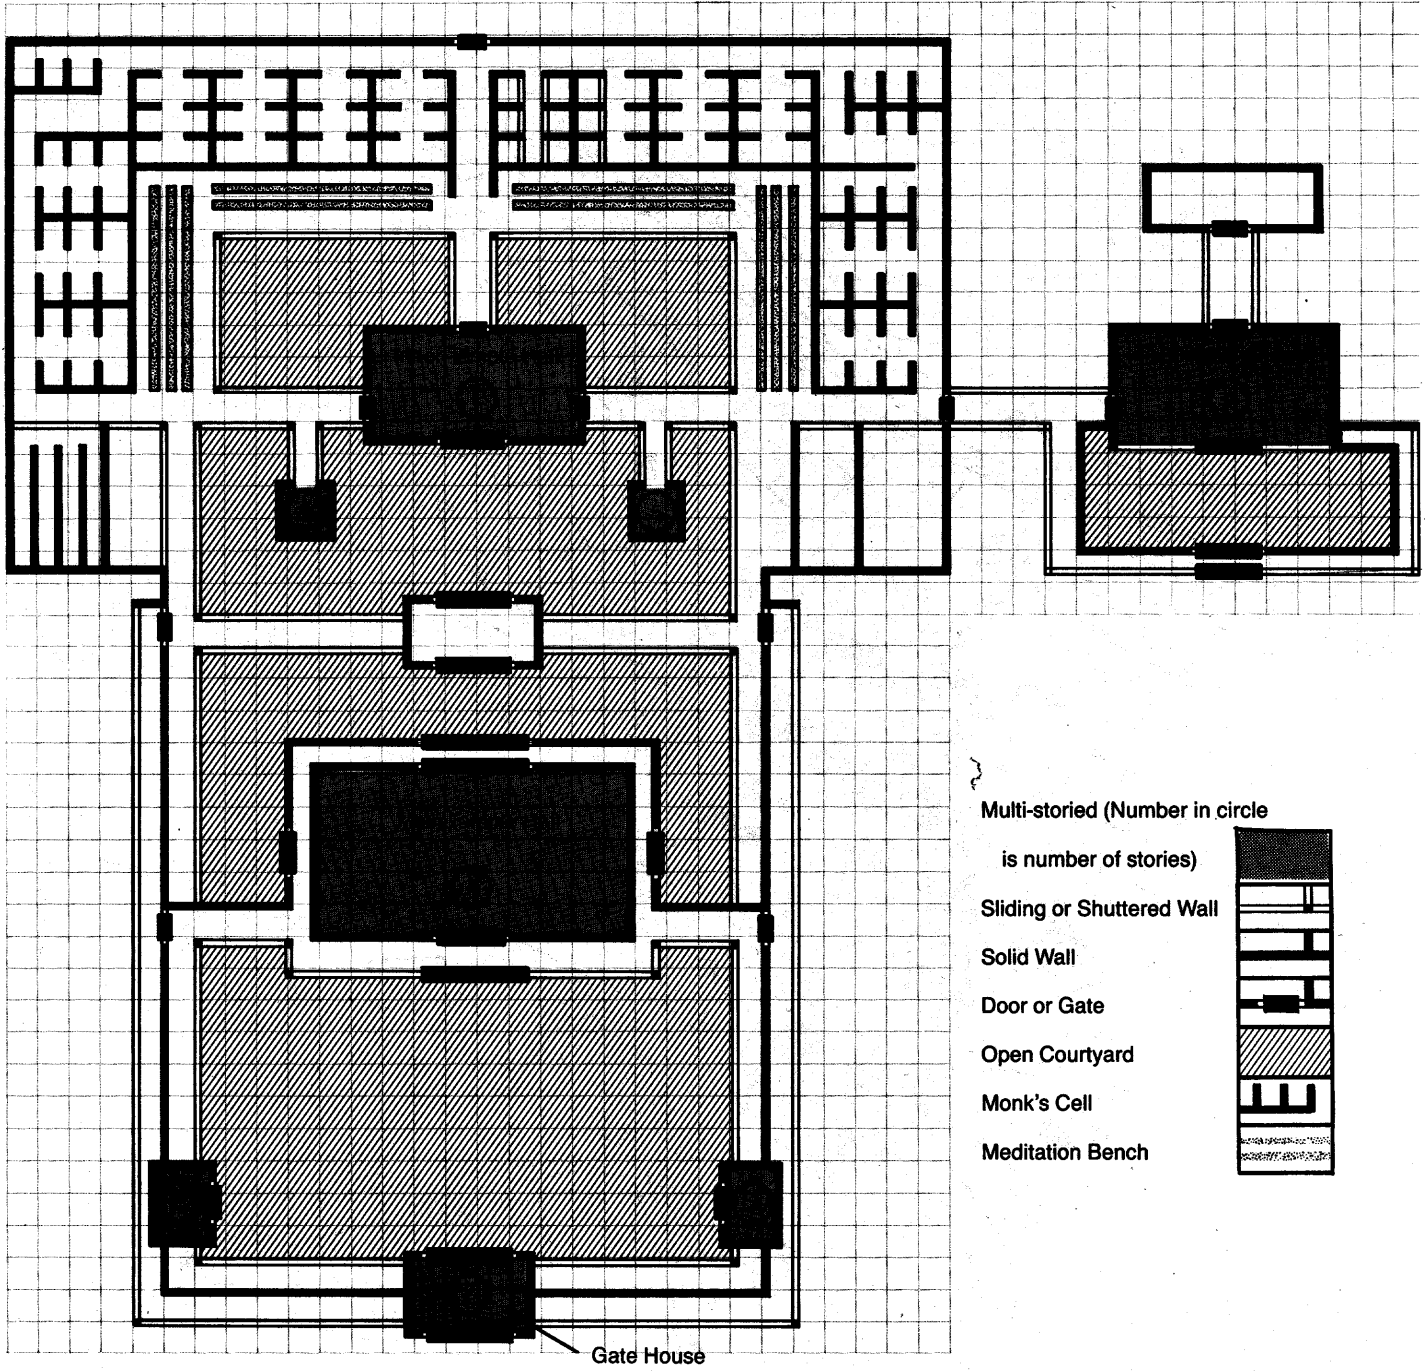 Multi-storied (Number in circle
is number of stories)
Sliding or Shuttered Wall
Solid Wall
Door or Gate
Open Courtyard
Monk's Cell
Meditation Bench
Gate House